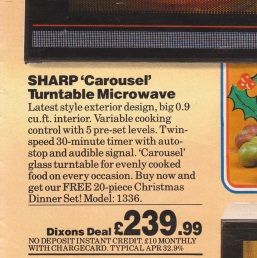 SHARP 'Carousel'
Turntable Microwave
Latest style exterior design, big 0.9
cu.ft. interior. Variable cooking
control with 5 pre-set levels. Twin-
speed 30-minute timer with auto-
stop and audible signal. 'Carousel'
glass turntable for evenly cooked
food on every occasion. Buy now and
get our FREE 20-piece Christmas
Dinner Set! Model: 1336.
Dixons Deal £239.99
NO DEPOSIT INSTANT CREDIT. £10 MONTHLY
WITH CHARGECARD. TYPICAL APR 32.9%